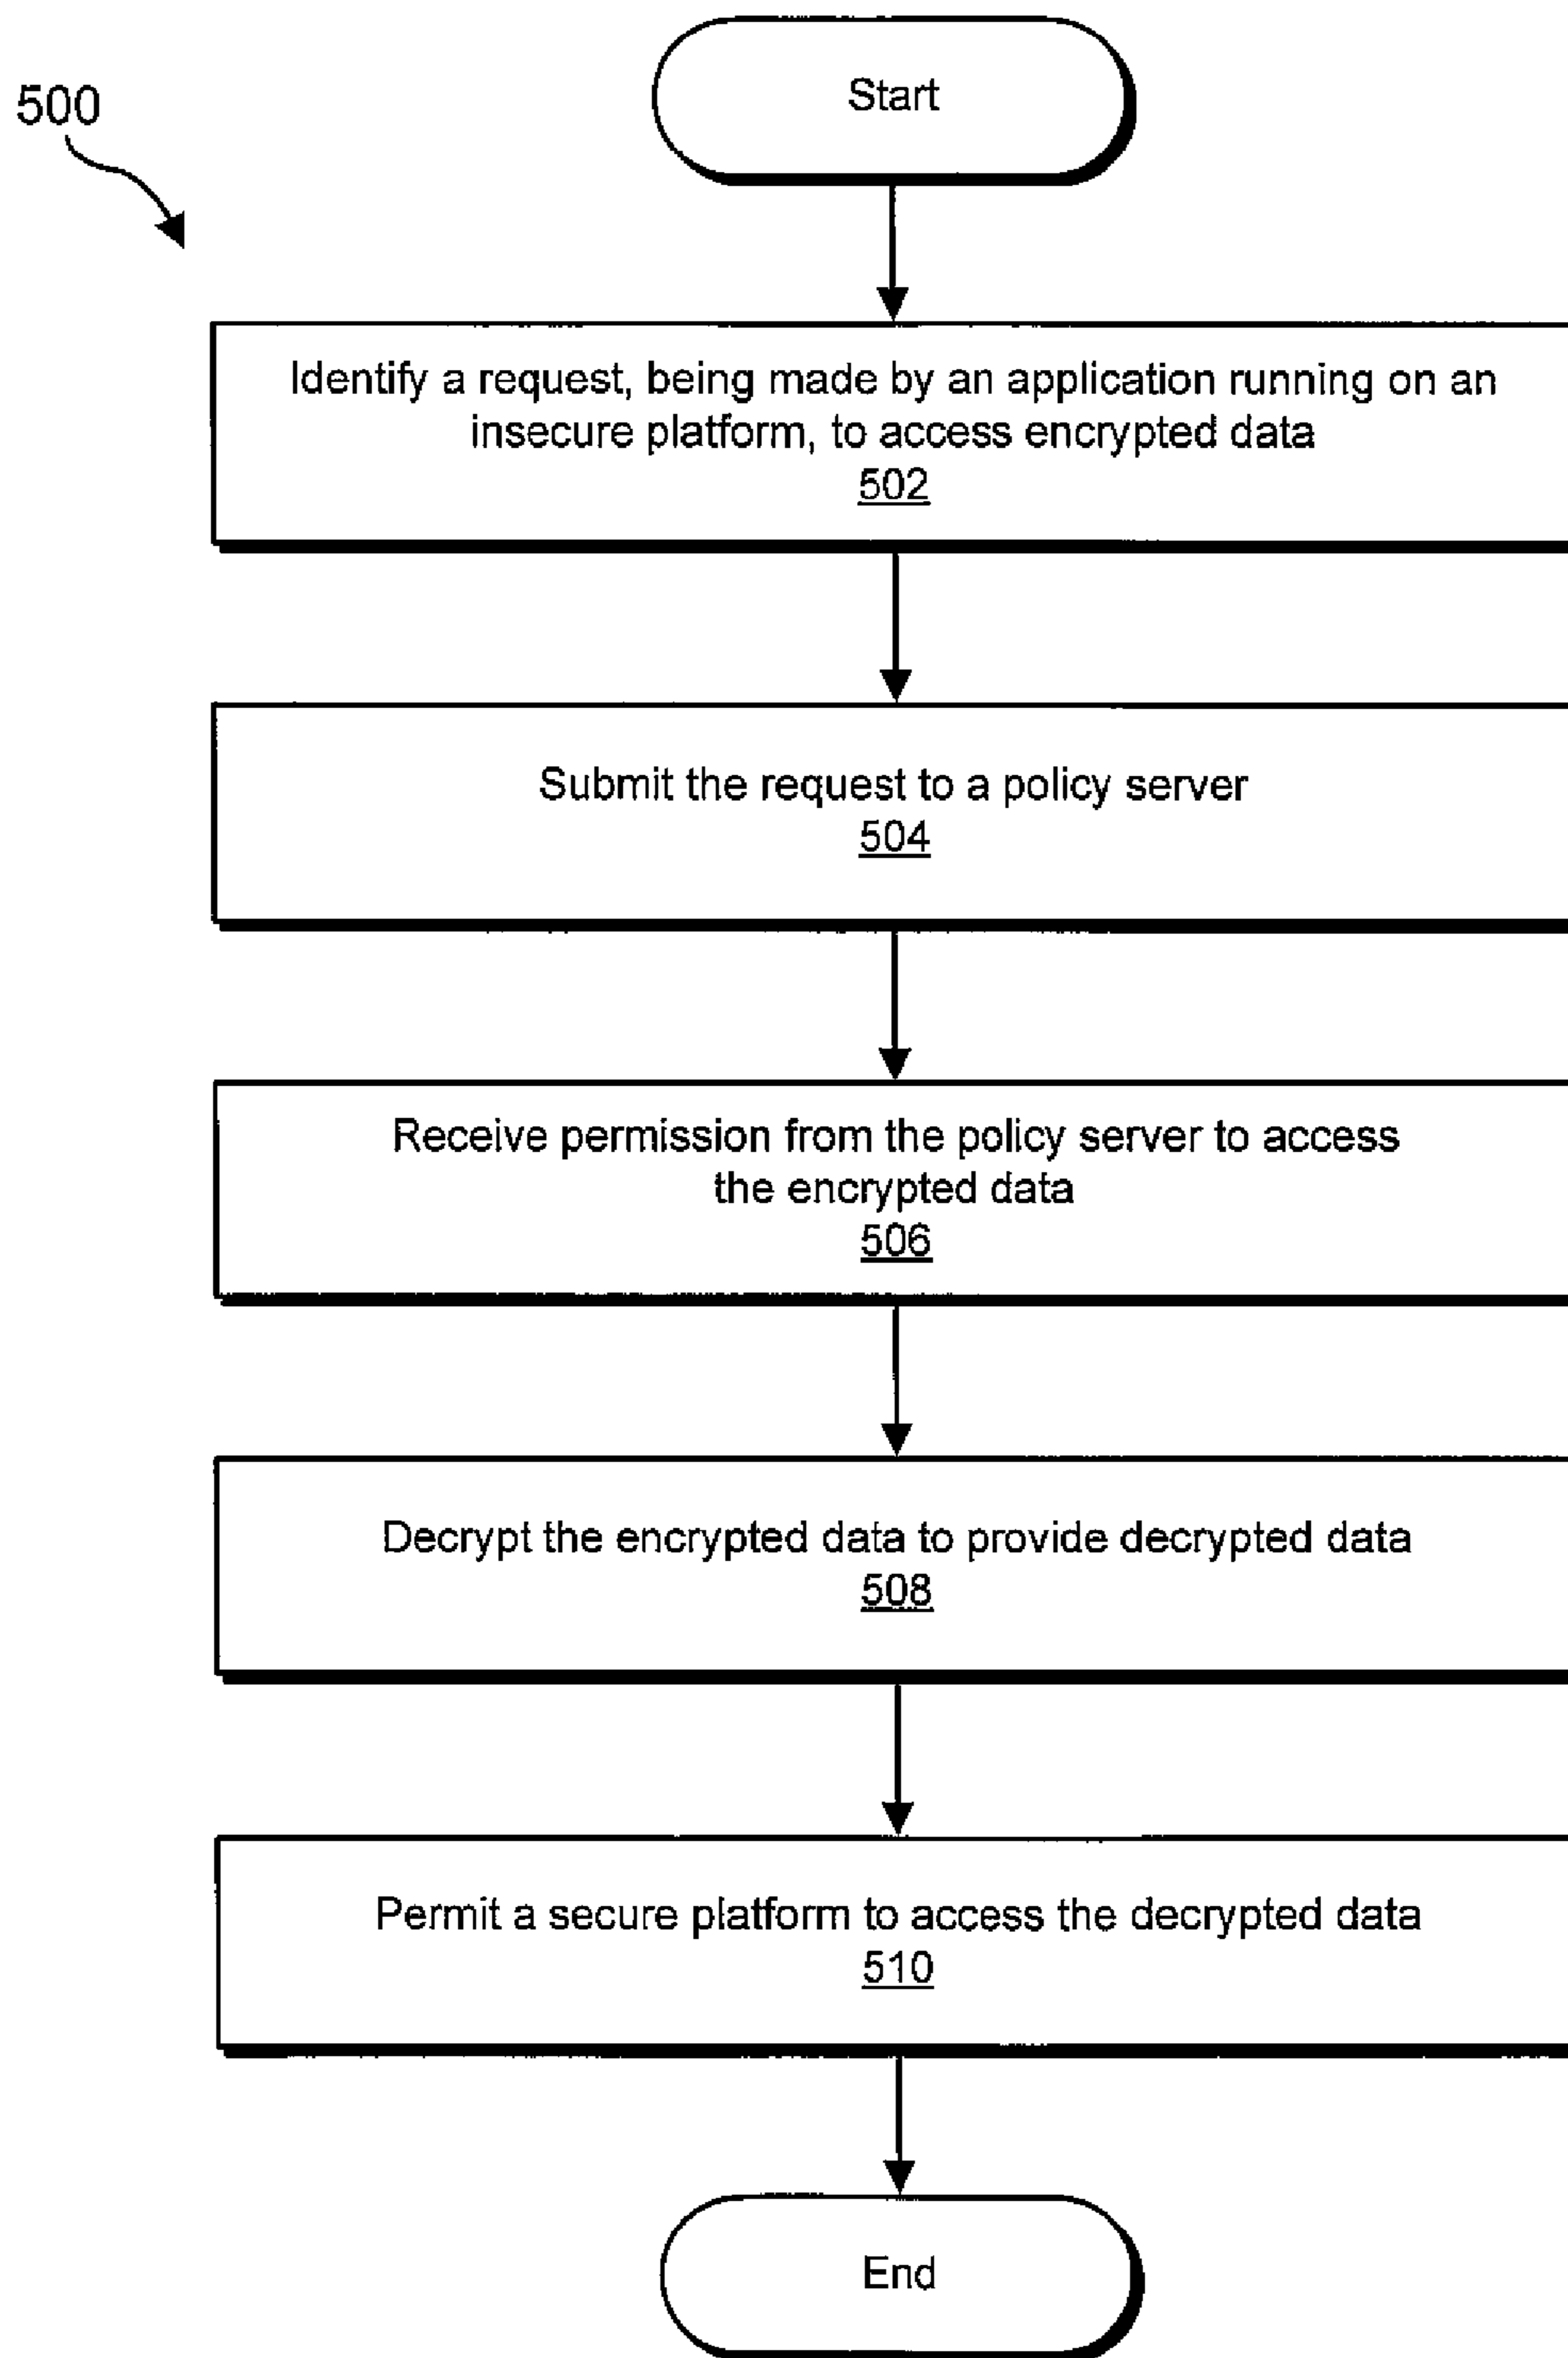 Start
500
Identify a request, being made by an application running on an
insecure platform, to access encrypted data
502
Submit the request to a policy server
504
Receive permission from the policy server to access
the encrypted data
506
Decrypt the encrypted data to provide decrypted data
508
Permit a secure platform to access the decrypted data
510
End